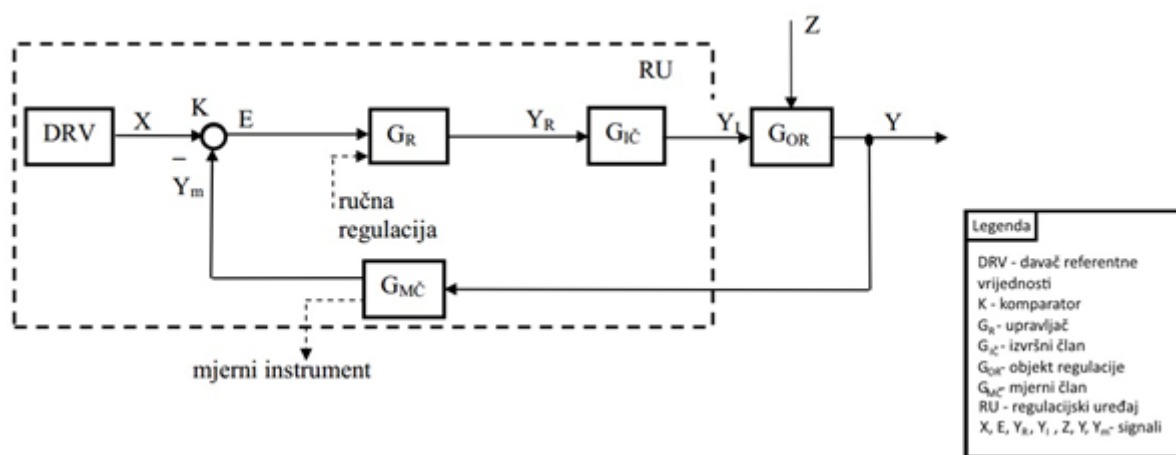 Z
RU
K
DRV
X
E
G_R
Y_R
G_IČ
Y_I
G_OR
Y
–
Y_m
ručna
regulacija
G_MČ
mjerni instrument
Legenda
DRV - davač referentne
vrijednosti
K - komparator
G_R - upravljač
G_IČ - izvršni član
G_OR - objekt regulacije
G_MČ - mjerni član
RU - regulacijski uređaj
X, E, Y_R, Y_I , Z, Y, Y_m - signali